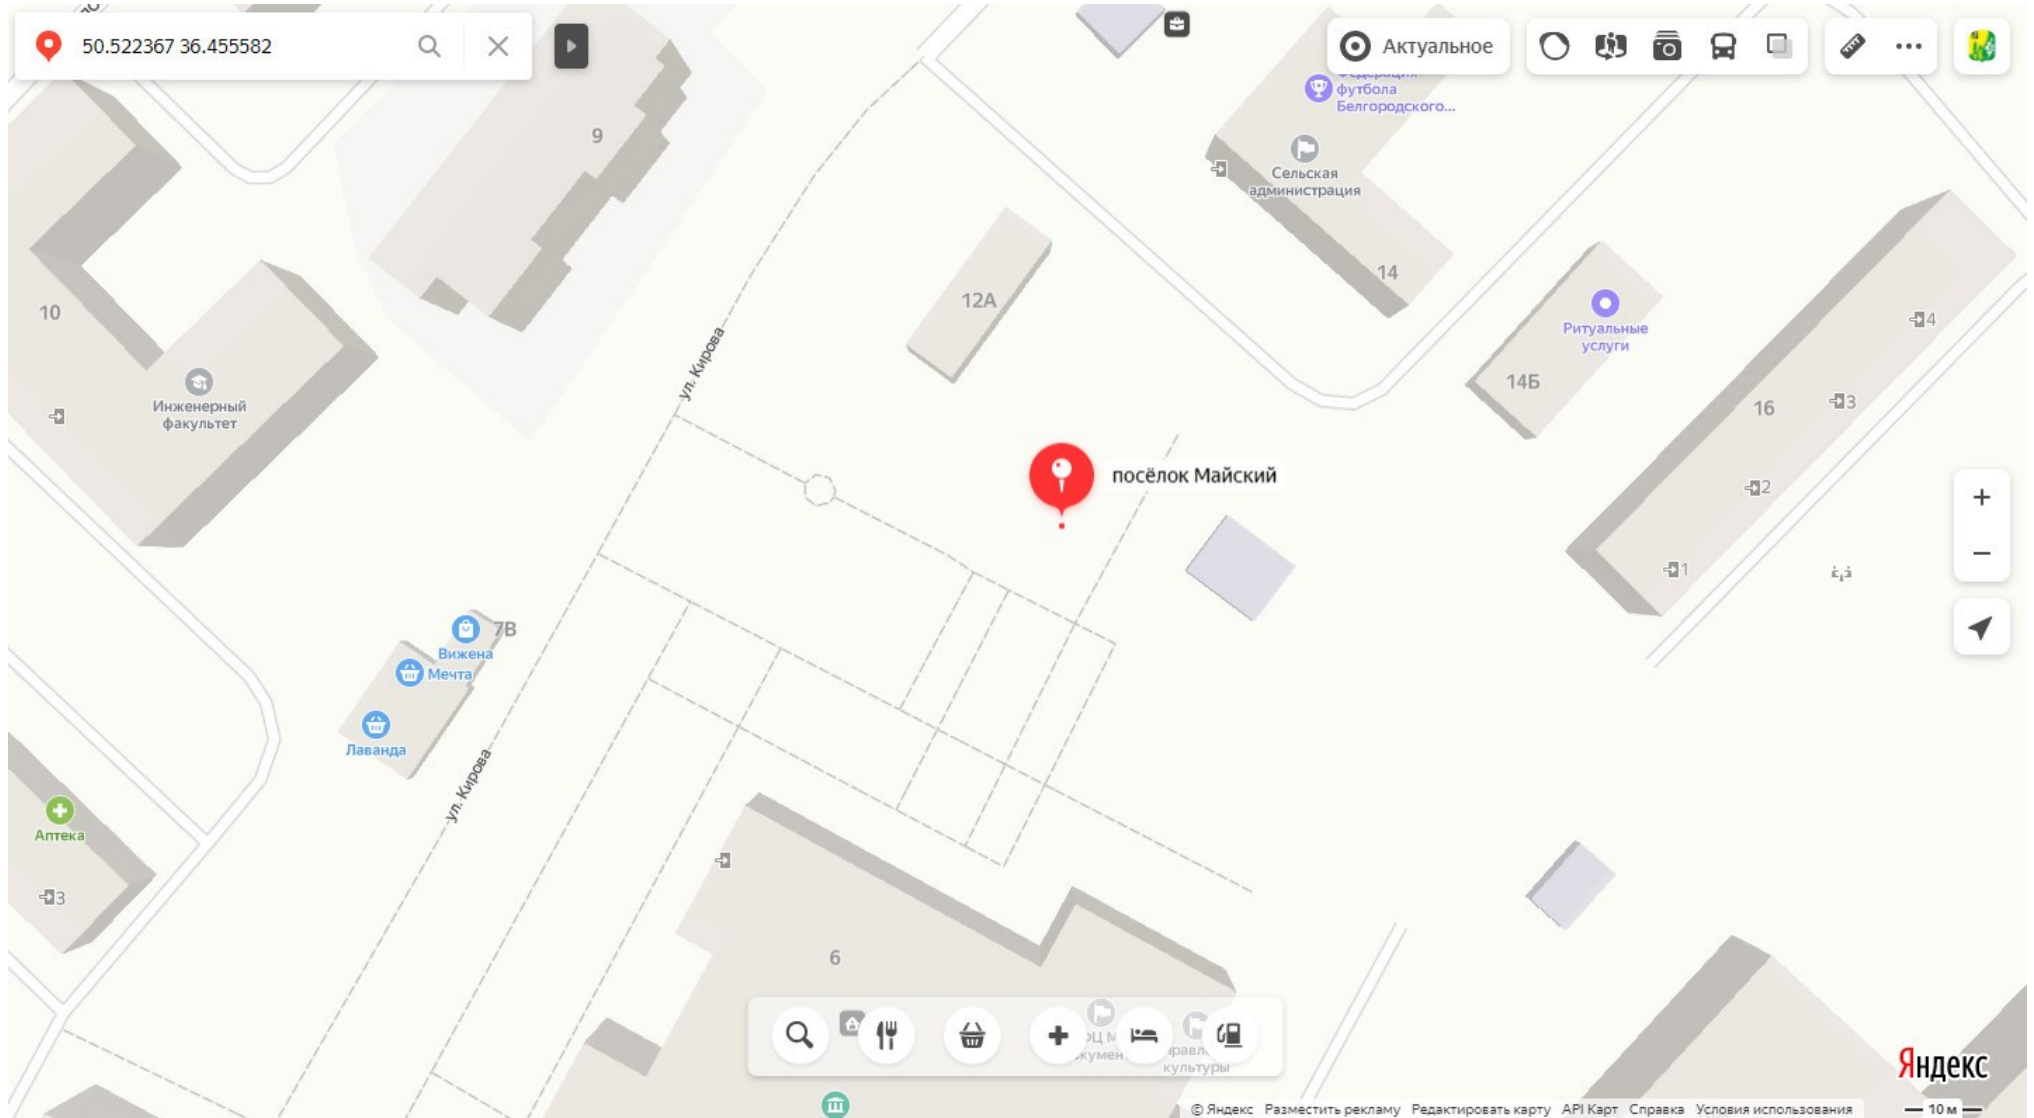 50.522367 36.455582
Актуальное
Федерация
футбола
Белгородского...
9
Сельская
администрация
14
12А
10
Ритуальные
услуги
4
14Б
16
3
Инженерный
факультет
ул. Кирова
посёлок Майский
2
1
7В
Вижена
Мечта
Лаванда
ул. Кирова
Аптека
3
6
культуры
Яндекс
© Яндекс Разместить рекламу Редактировать карту API Карт Справка Условия использования
10 м